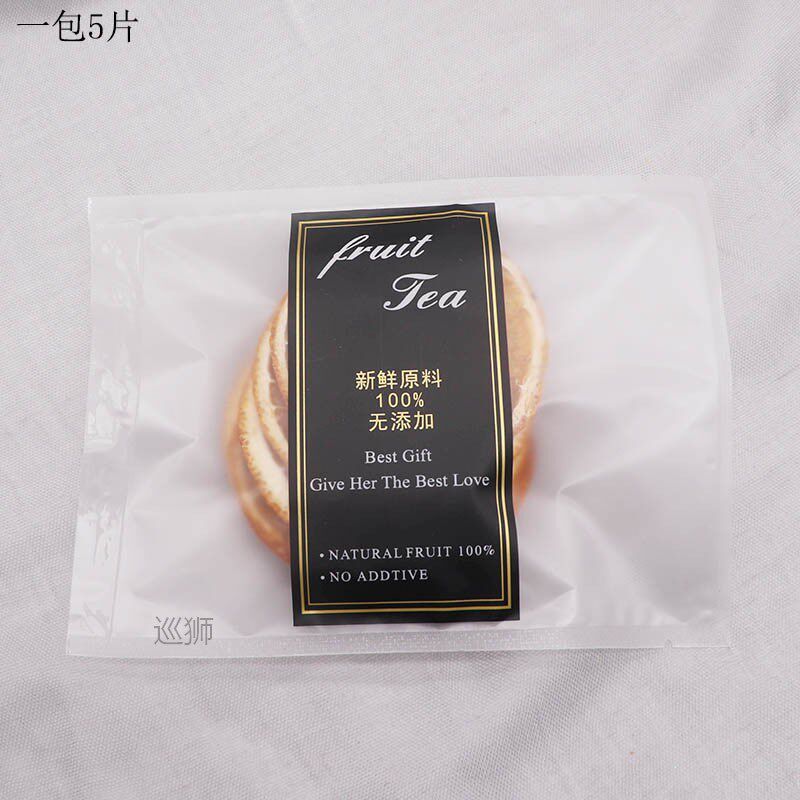 一包5片
fruit
Tea
新鲜原料
100%
无添加
Best Gift
Give Her The Best Love
• NATURAL FRUIT 100%
• NO ADDTIVE
巡狮